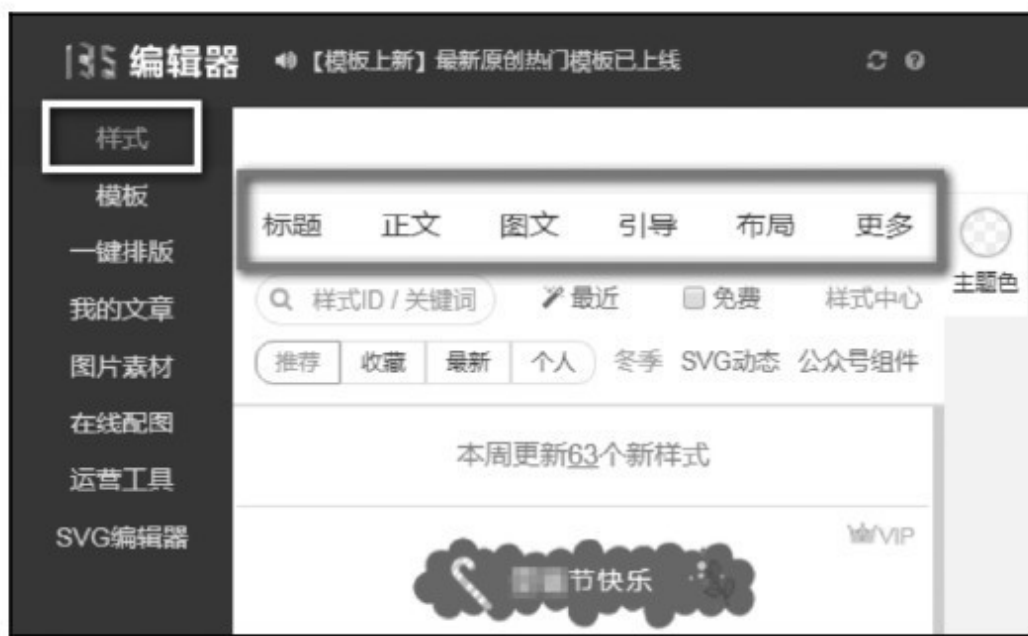 135 编辑器 【模板上新】最新原创热门模板已上线
样式
模板
一键排版
我的文章
图片素材
在线配图
运营工具
SVG编辑器
标题 正文 图文 引导 布局 更多
主题色
样式ID / 关键词 最近 免费 样式中心
推荐 收藏 最新 个人 冬季 SVG动态 公众号组件
本周更新63个新样式
VIP
节快乐